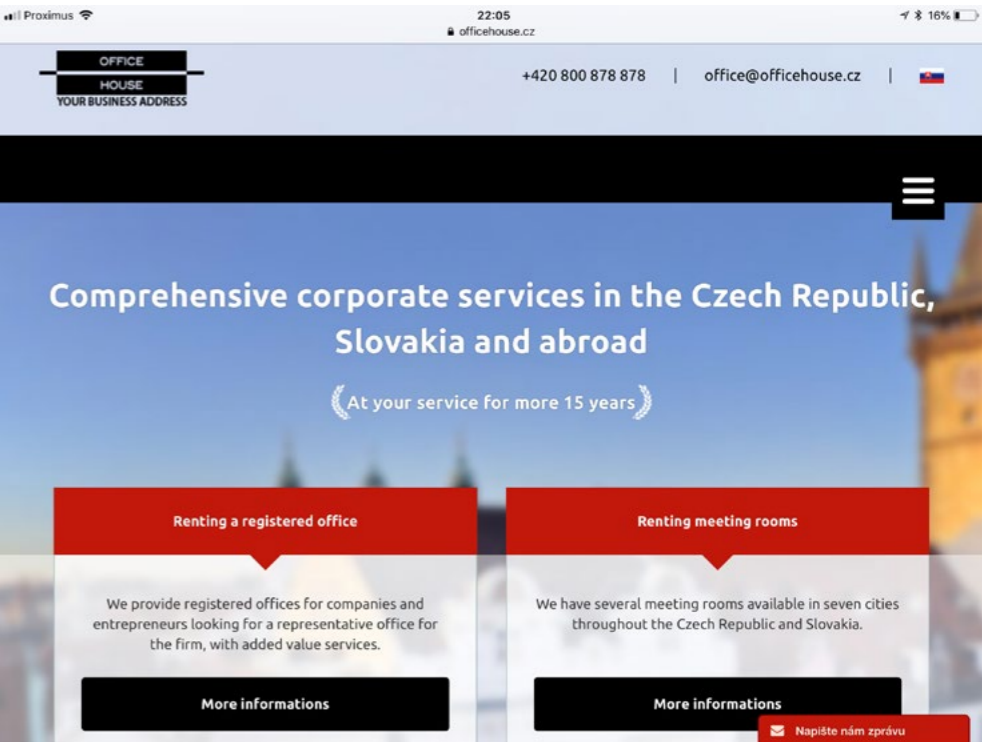 Proximus
22:05
16%
officehouse.cz
OFFICE
HOUSE
YOUR BUSINESS ADDRESS
+420 800 878 878 | office@officehouse.cz |
Comprehensive corporate services in the Czech Republic,
Slovakia and abroad
At your service for more 15 years
Renting a registered office
We provide registered offices for companies and
entrepreneurs looking for a representative office for
the firm, with added value services.
More informations
Renting meeting rooms
We have several meeting rooms available in seven cities
throughout the Czech Republic and Slovakia.
More informations
Napište nám zprávu